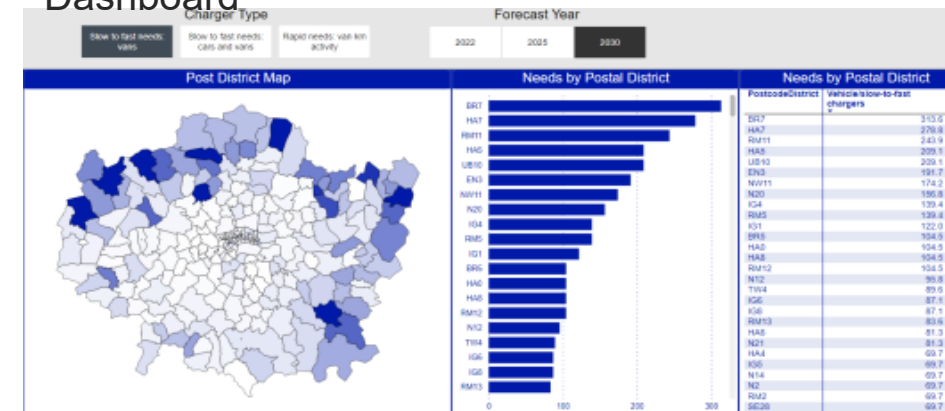 Dashboard
Charger Type
Forecast Year
Slow to fast needs:
vans
Slow to fast needs:
cars and vans
Rapid needs: van km
activity
2022
2025
2030
Post District Map
Needs by Postal District
Needs by Postal District
BR7
HA7
RM11
HA5
UB10
EN3
NW11
N20
IG4
RM5
IG1
BR5
HA0
HA8
RM12
N12
TW4
IG6
IG8
RM13
0 100 200 300
PostcodeDistrict Vehicle/slow-to-fast
chargers
BR7 313.6
HA7 278.8
RM11 243.9
209.1
UB10 209.1
EN3 191.7
NW11 174.2
N20 156.8
IG4 139.4
RM5 139.4
IG1 122.0
BR5 104.5
HA0 104.5
HA8 104.5
RM12 104.5
N12 95.8
TW4 89.6
IG6 87.1
IG8 87.1
RM13 83.6
81.3
N21 81.3
HA4 69.7
69.7
N14 69.7
N2 69.7
RM2 69.7
SE28 69.7